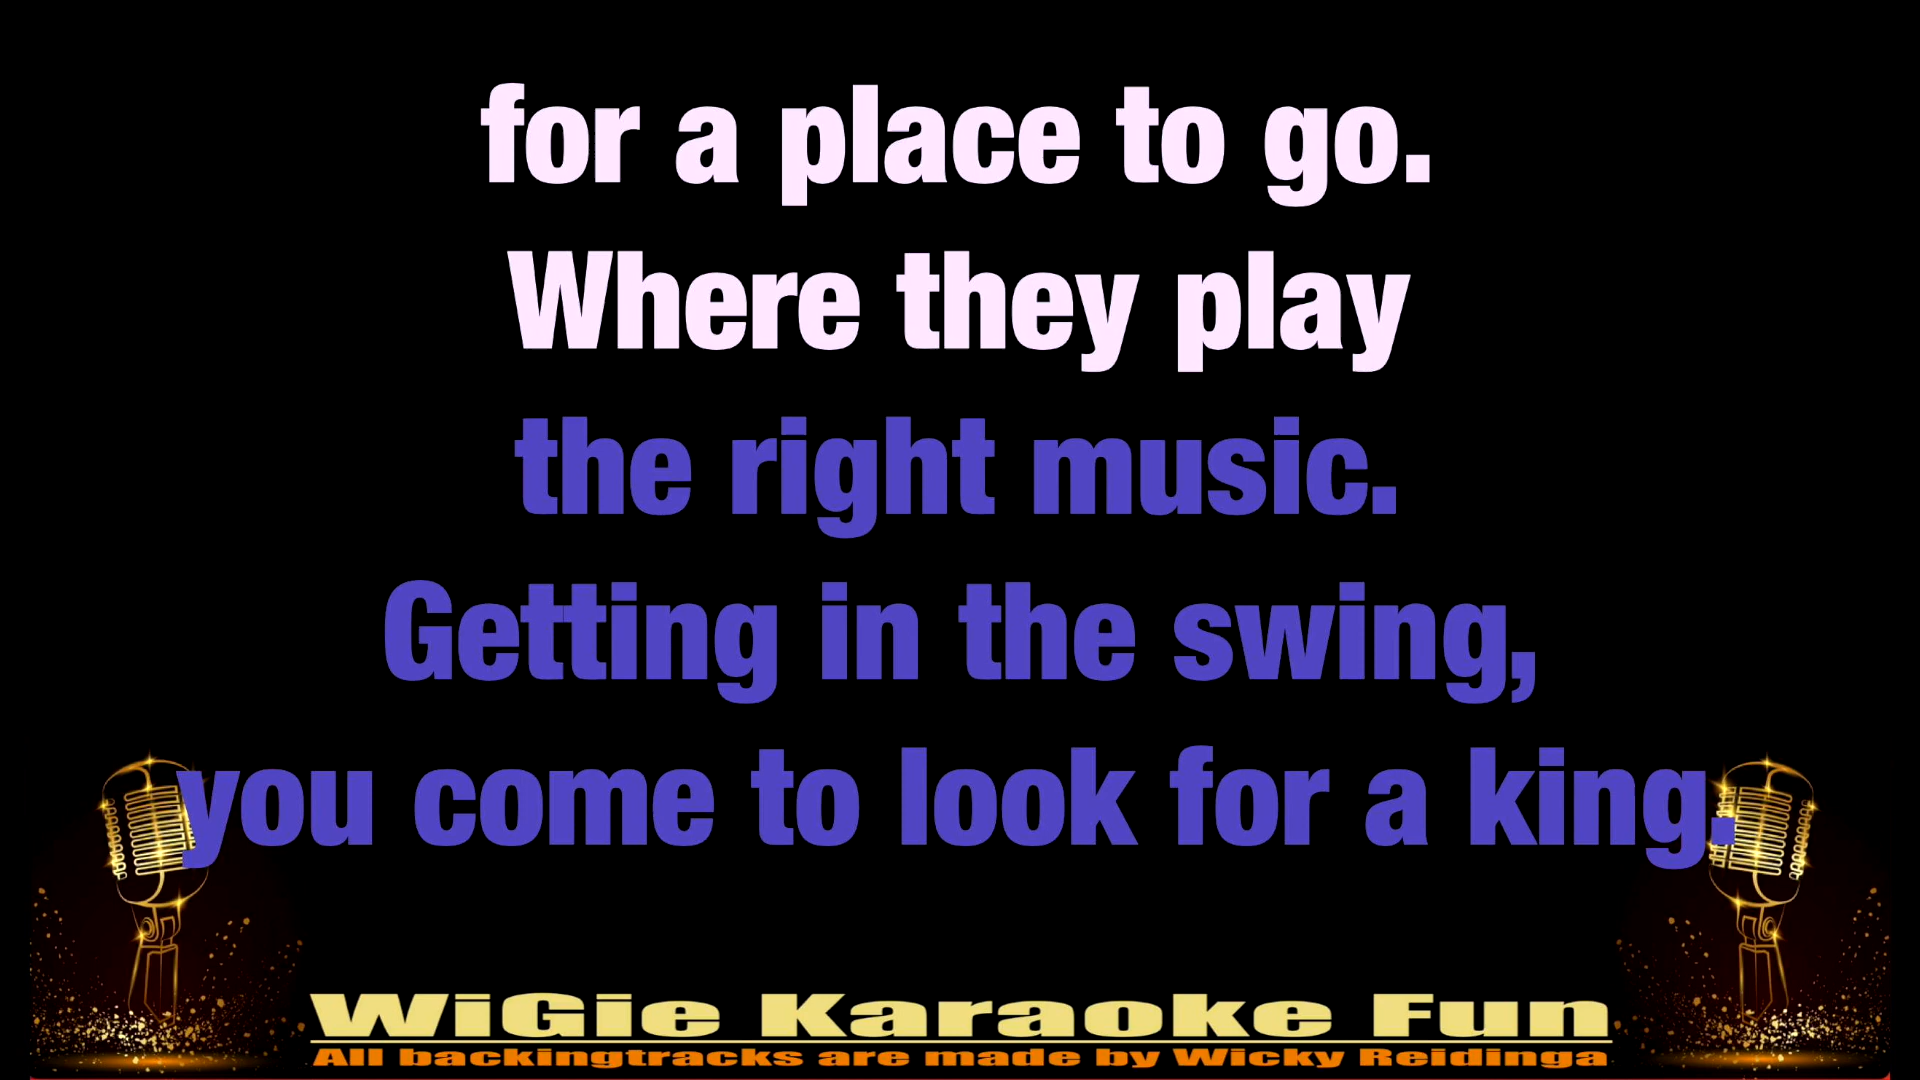 for a place to go.
Where they play
the right music.
Getting in the swing,
you come to look for a king.
WiGie Karaoke Fun
All backingtracks are made by Wicky Reidinga